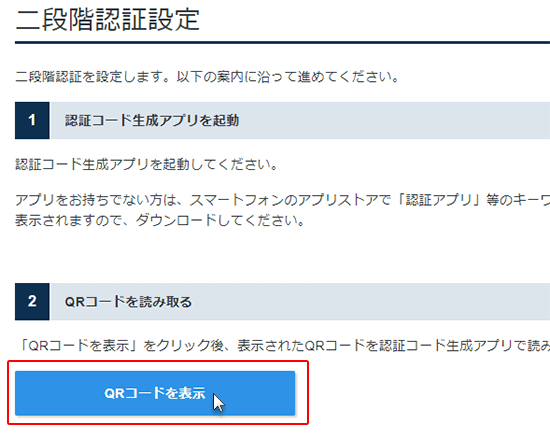 二段階認証設定
二段階認証を設定します。以下の案内に沿って進めてください。
1 認証コード生成アプリを起動
認証コード生成アプリを起動してください。
アプリをお持ちでない方は、スマートフォンのアプリストアで「認証アプリ」等のキーワ
表示されますので、ダウンロードしてください。
2 QRコードを読み取る
「QRコードを表示」をクリック後、表示されたQRコードを認証コード生成アプリで読み
QRコードを表示